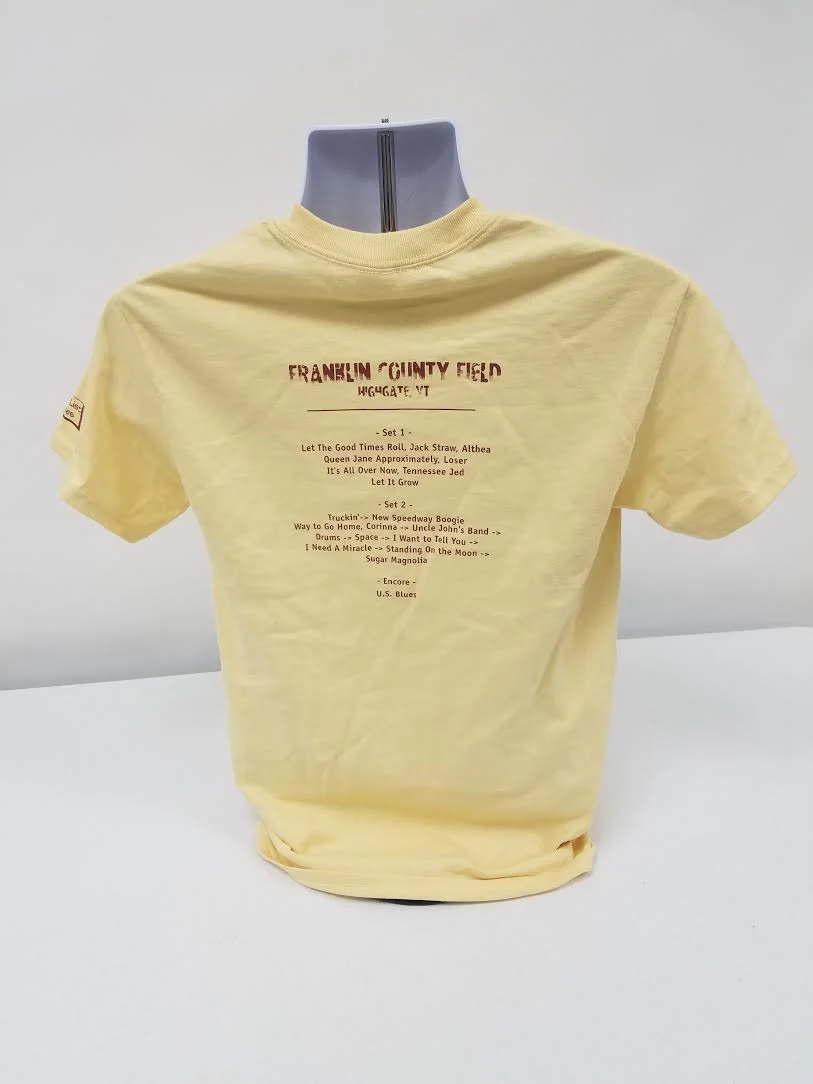 FRANKLIN COUNTY FIELD
HIGHGATE, VT
- Set 1 -
Let The Good Times Roll, Jack Straw, Althea
Queen Jane Approximately, Loser
It's All Over Now, Tennessee Jed
Let It Grow
- Set 2 -
Truckin'-> New Speedway Boogie
Way to Go Home, Corinna -> Uncle John's Band ->
Drums -> Space -> I Want to Tell You ->
I Need A Miracle -> Standing On the Moon ->
Sugar Magnolia
- Encore -
U.S. Blues